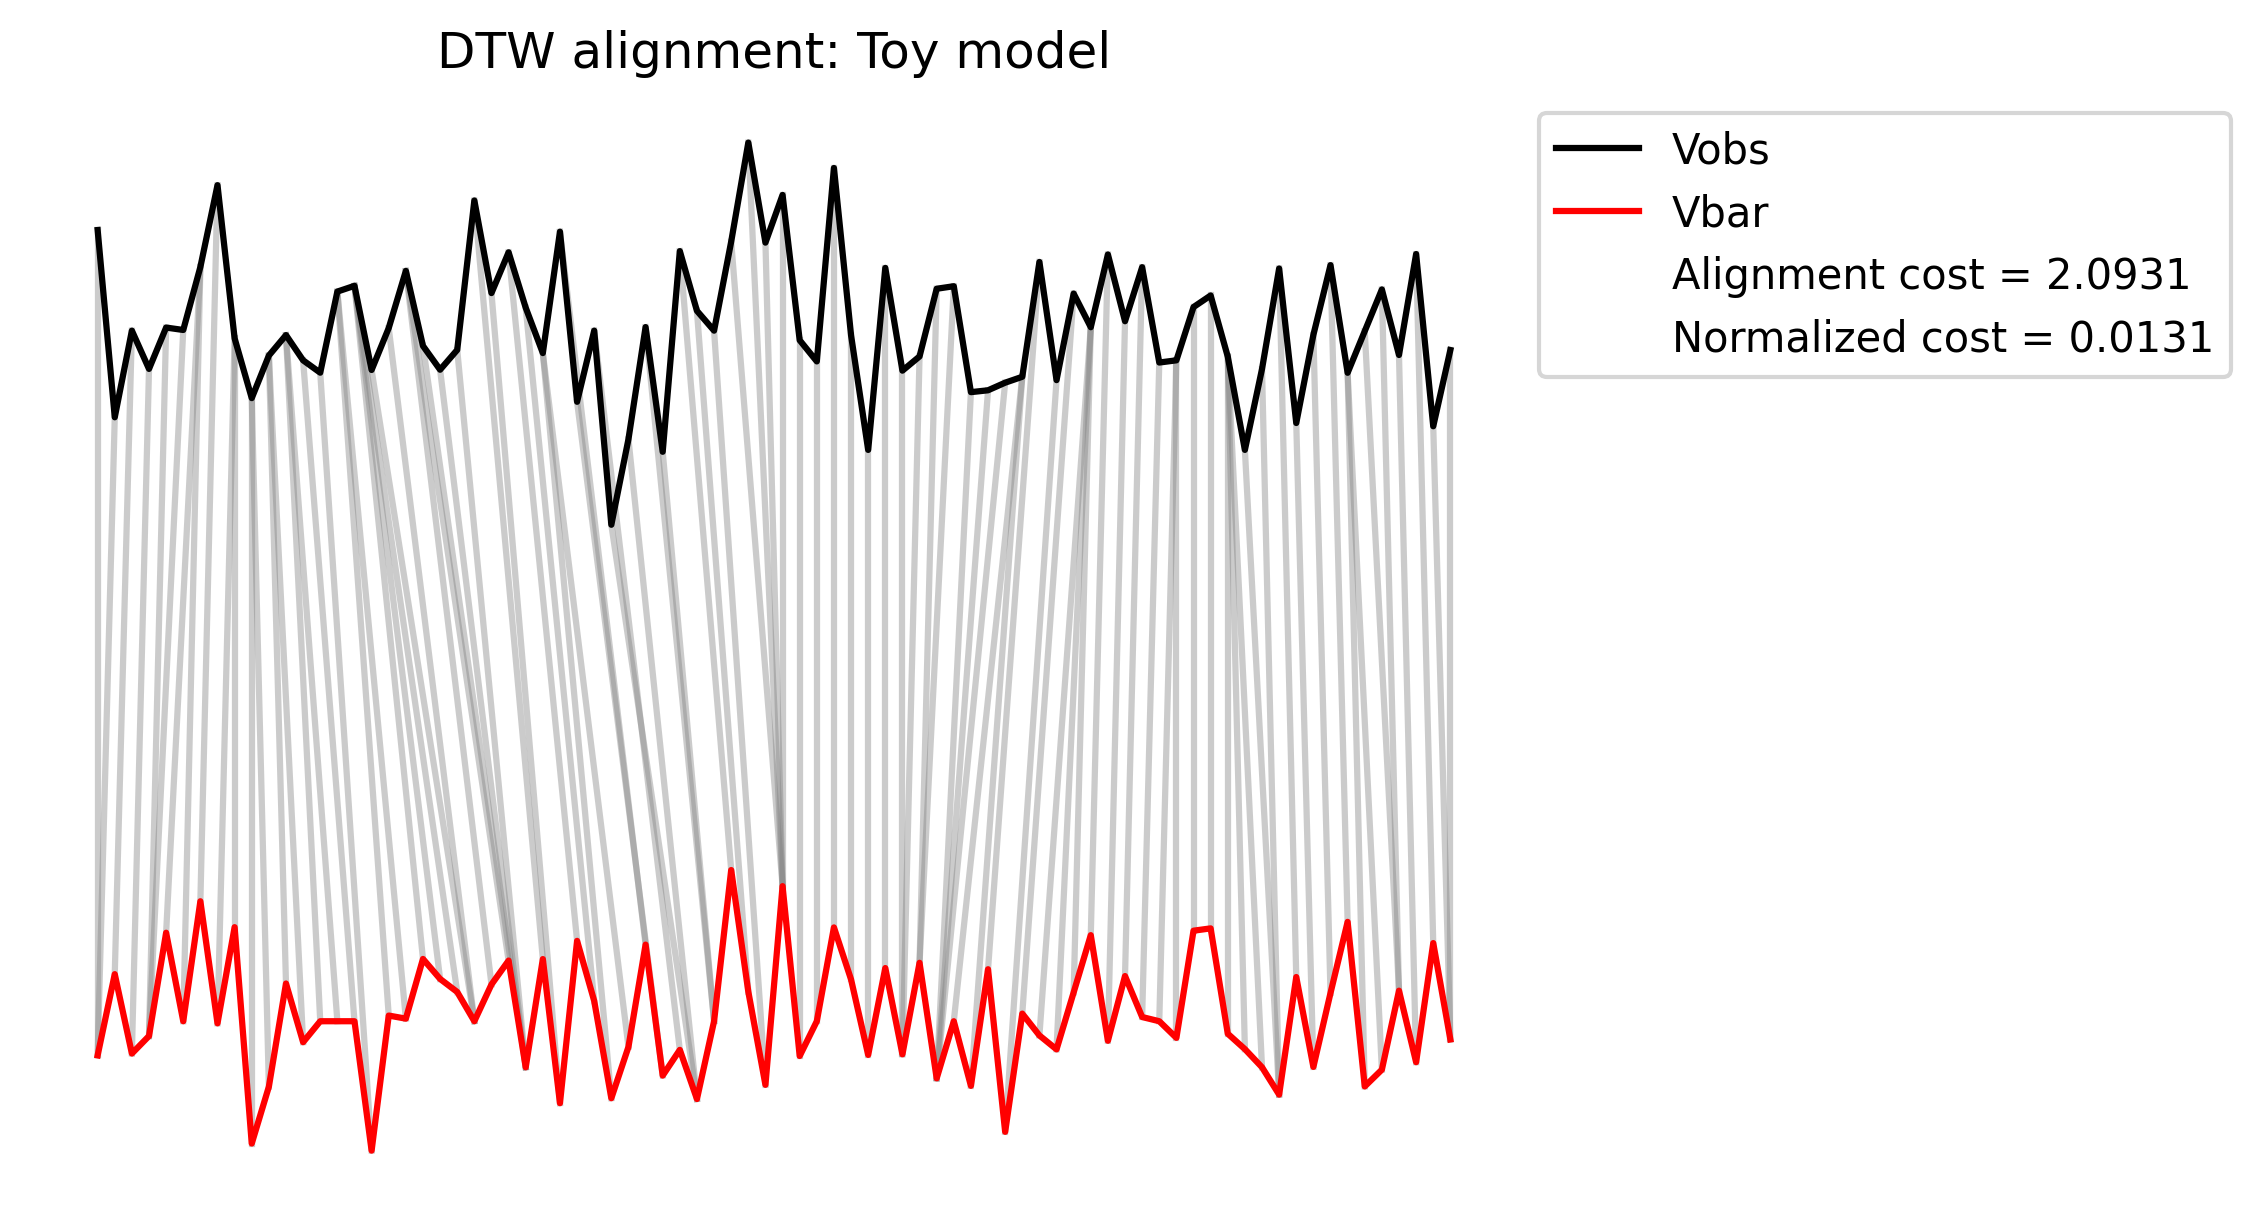 DTW alignment: Toy model
Vobs
Vbar
Alignment cost = 2.0931
Normalized cost = 0.0131